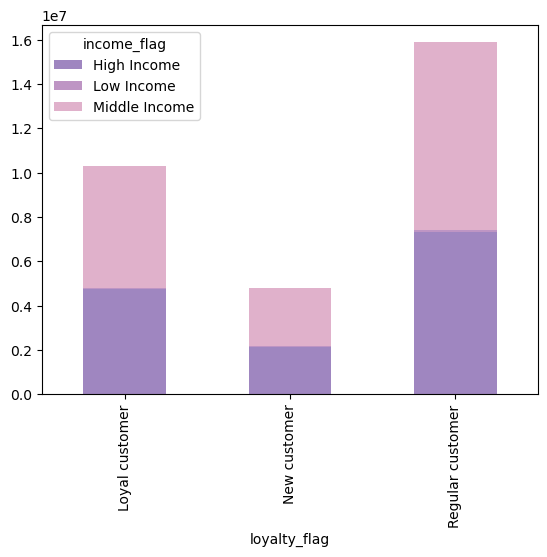 1e7
income_flag
High Income
Low Income
Middle Income
1.6
1.4
1.2
1.0
0.8
0.6
0.4
0.2
0.0
Loyal customer
New customer
Regular customer
loyalty_flag